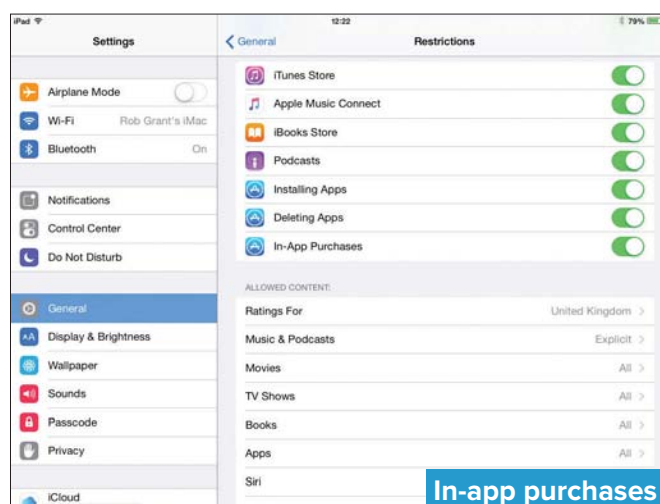 iPad 12:22 79%
Settings
General Restrictions
Airplane Mode
Wi-Fi Rob Grant's iMac
Bluetooth On
Notifications
Control Center
Do Not Disturb
General
Display & Brightness
Wallpaper
Sounds
Passcode
Privacy
iCloud
iTunes Store
Apple Music Connect
iBooks Store
Podcasts
Installing Apps
Deleting Apps
In-App Purchases
ALLOWED CONTENT:
Ratings For United Kingdom
Music & Podcasts Explicit
Movies All
TV Shows All
Books All
Apps All
Siri
In-app purchases